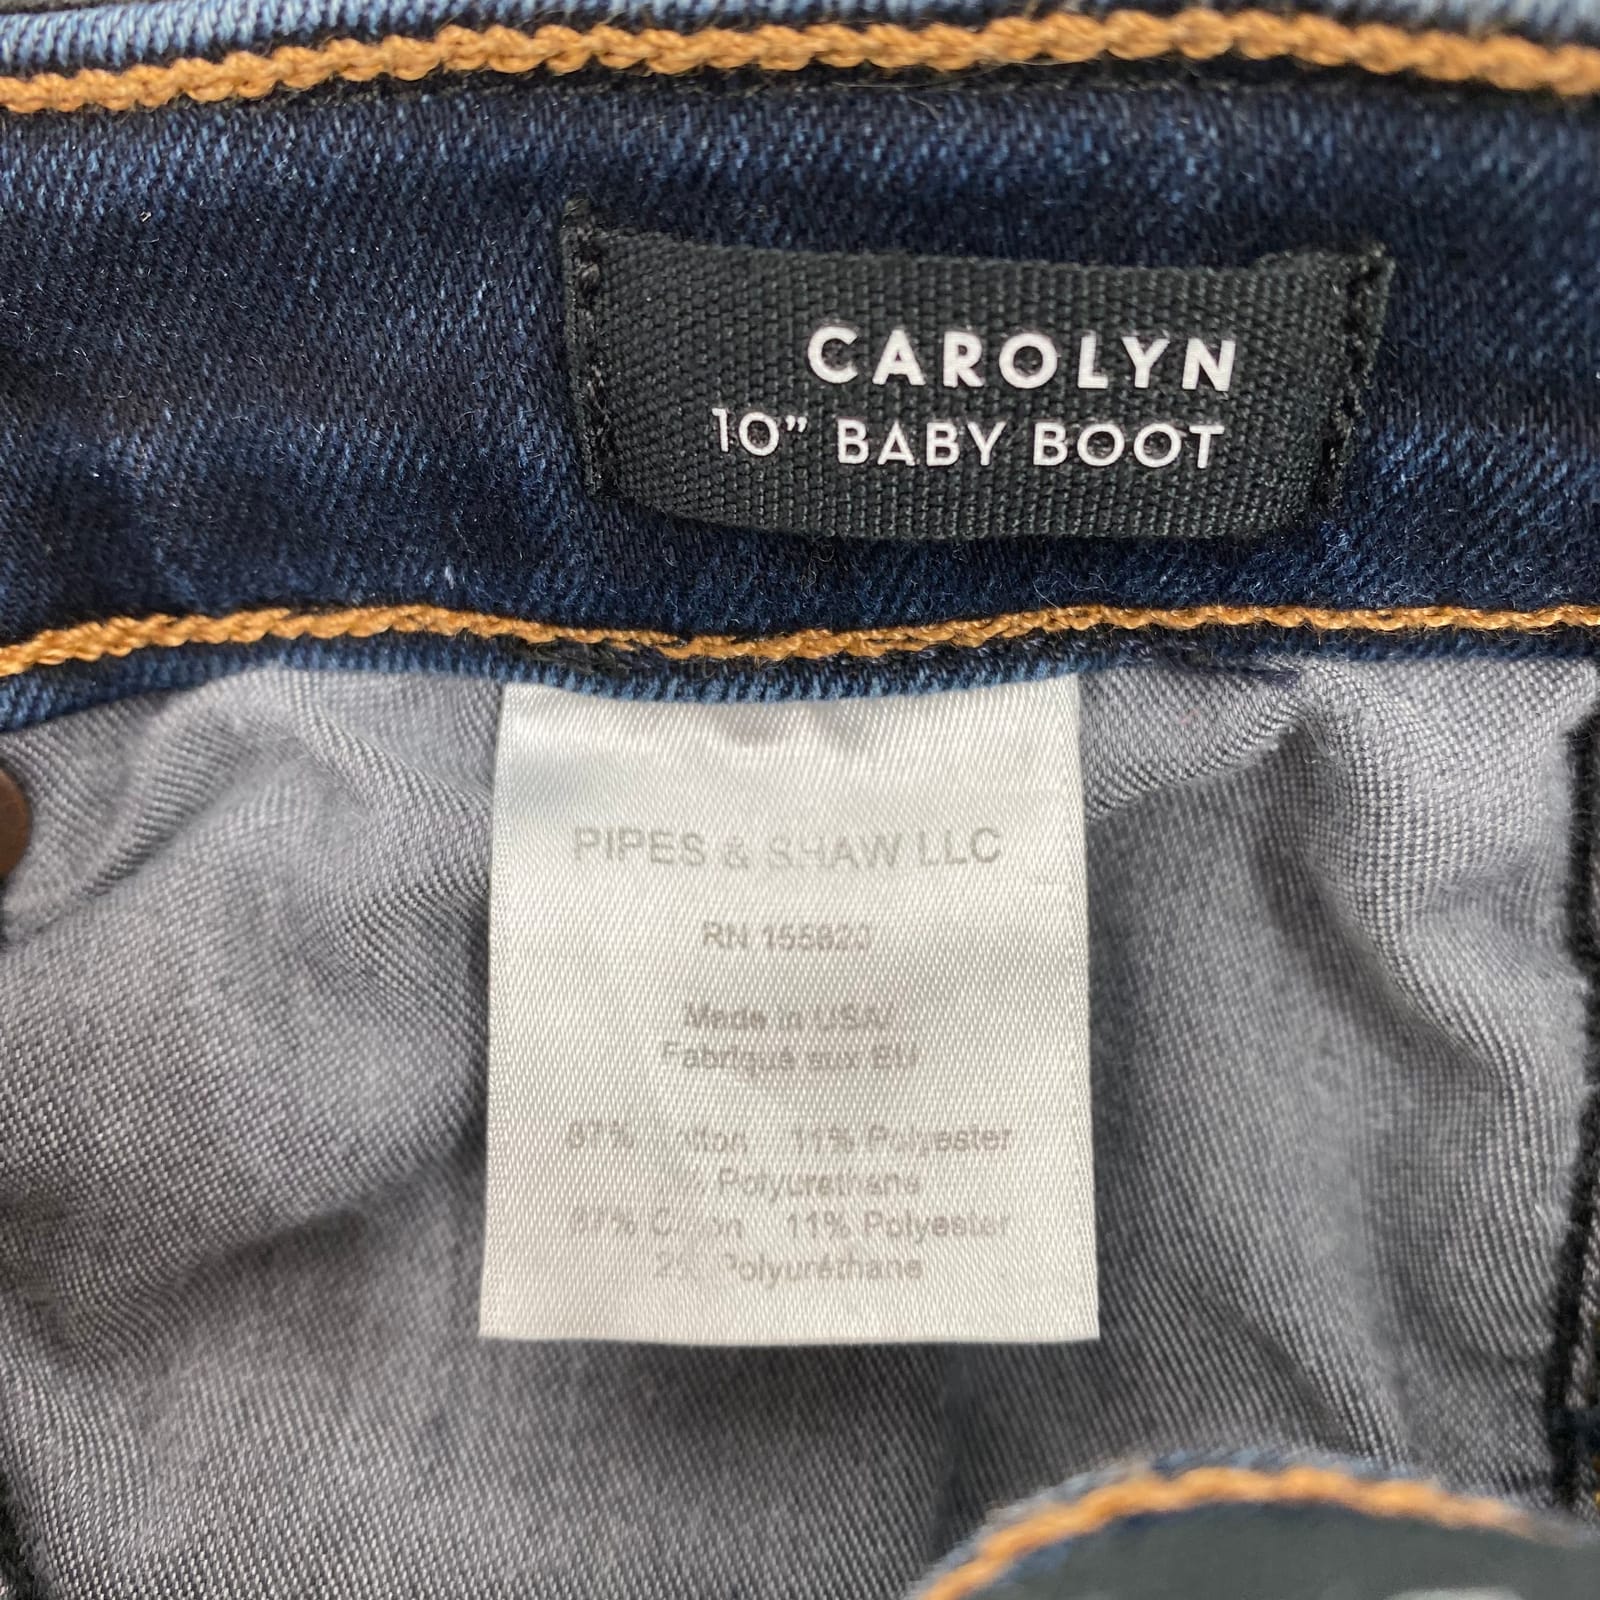 CAROLYN
10" BABY BOOT
PIPES & SHAW LLC
RN 155820
Made in USA/
Fabriqué aux EU
87% Cotton 11% Polyester
2% Polyurethane
87% Coton 11% Polyester
2% Polyuréthane